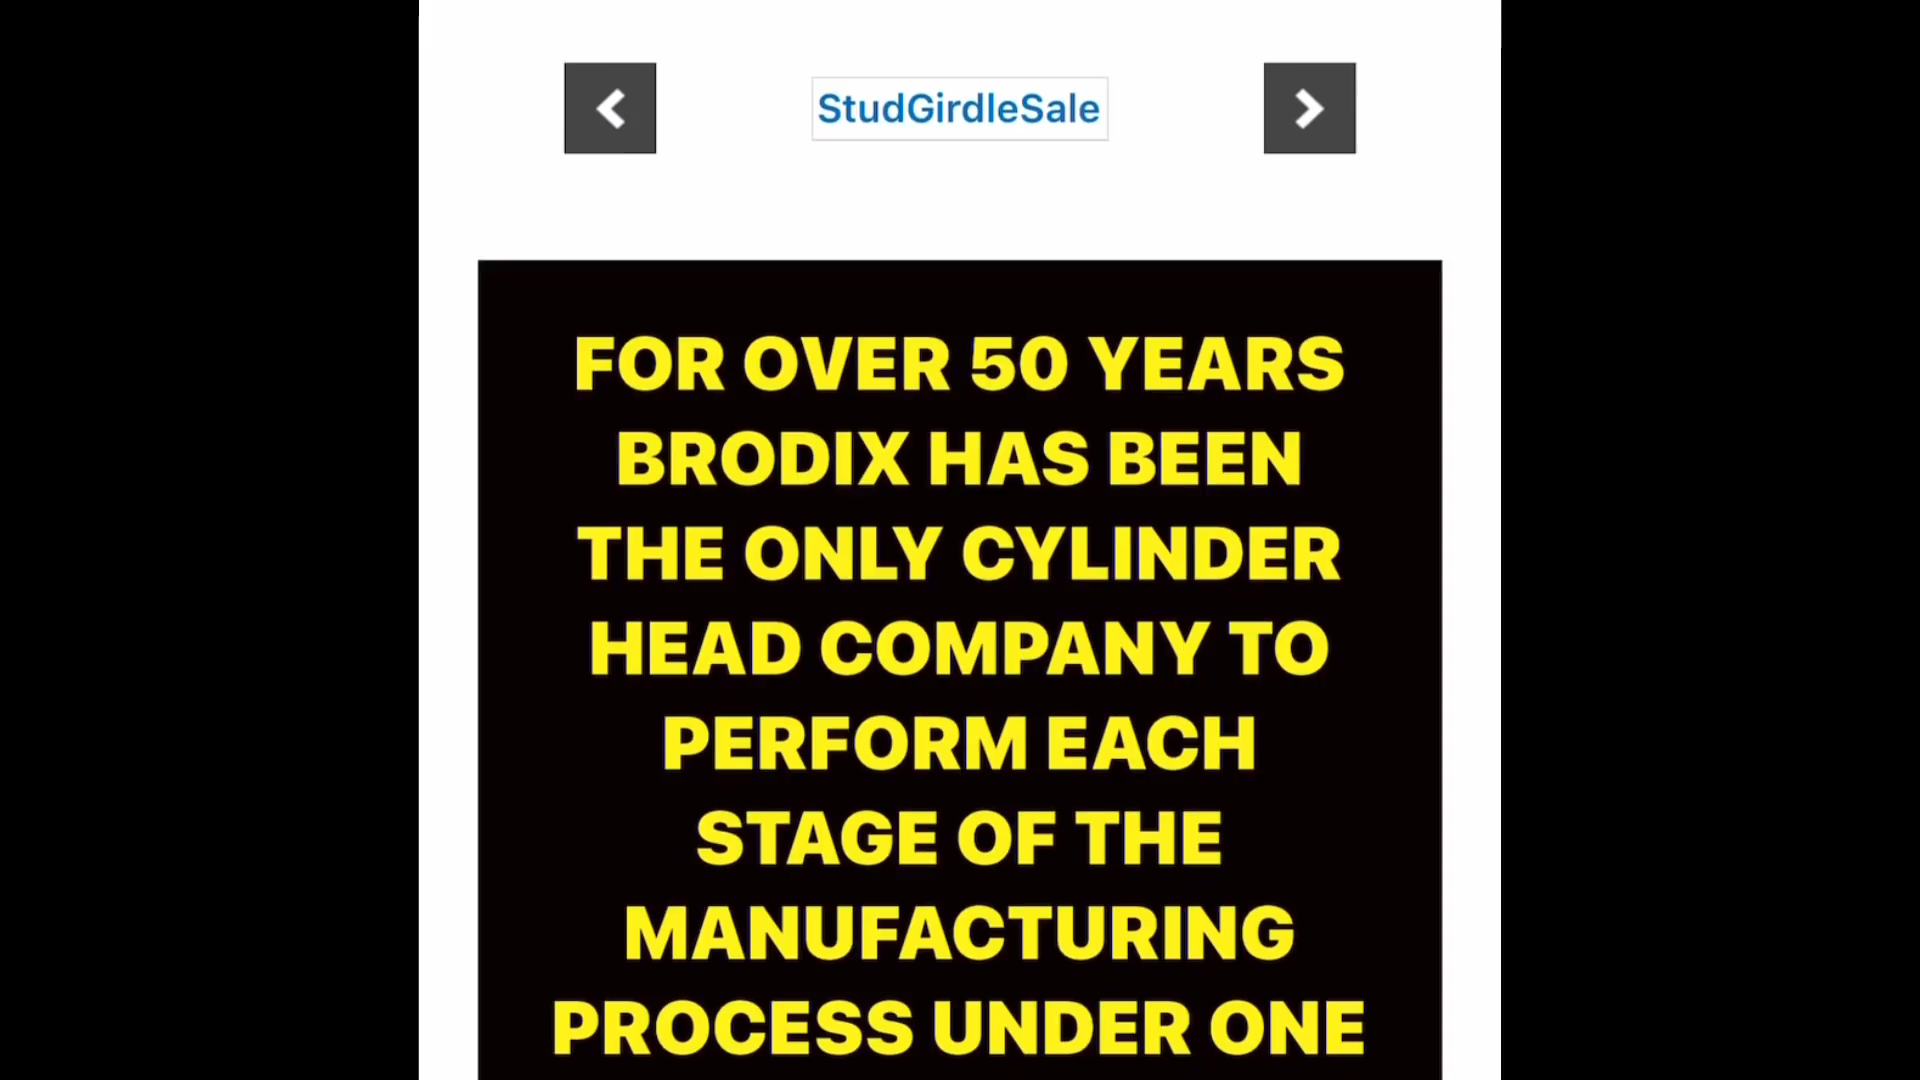 StudGirdleSale
FOR OVER 50 YEARS
BRODIX HAS BEEN
THE ONLY CYLINDER
HEAD COMPANY TO
PERFORM EACH
STAGE OF THE
MANUFACTURING
PROCESS UNDER ONE